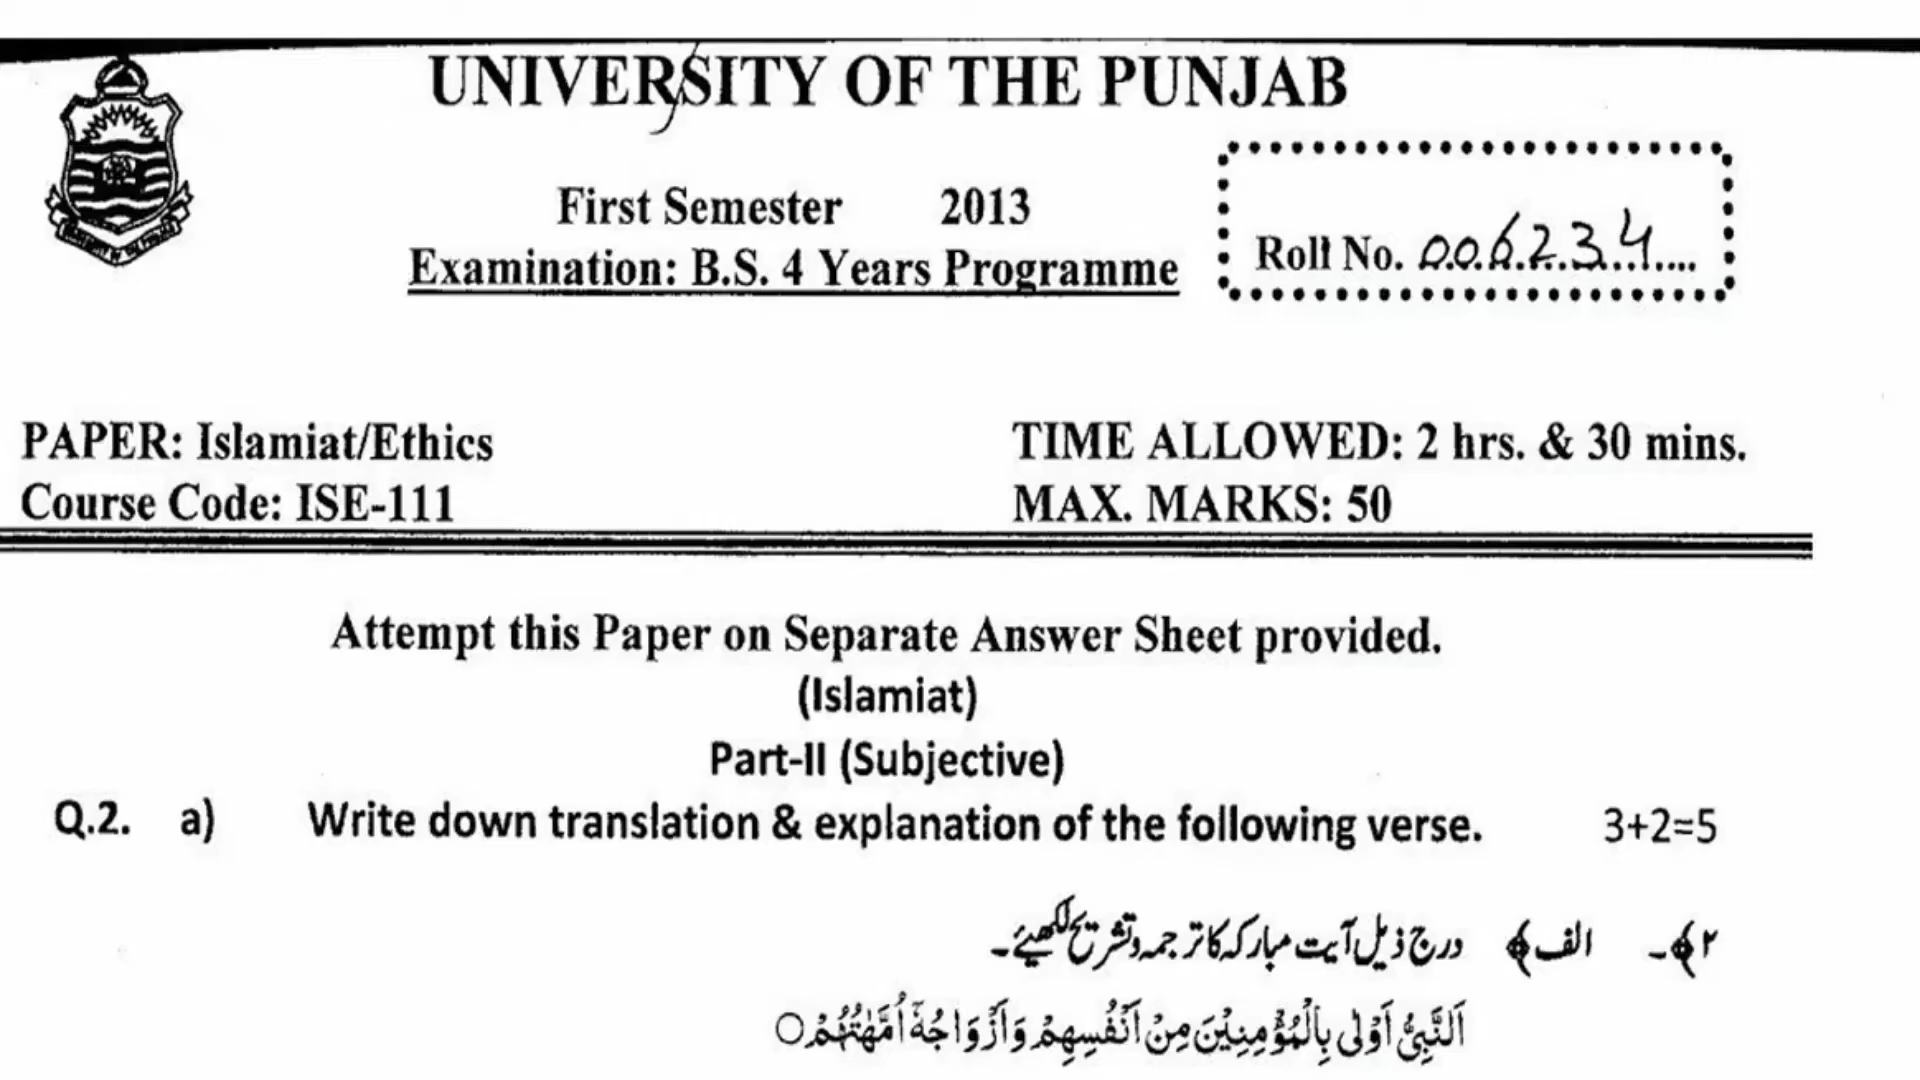 UNIVERSITY OF THE PUNJAB
First Semester 2013
Examination: B.S. 4 Years Programme
Roll No. 006234
PAPER: Islamiat/Ethics
TIME ALLOWED: 2 hrs. & 30 mins.
Course Code: ISE-111
MAX. MARKS: 50
Attempt this Paper on Separate Answer Sheet provided.
(Islamiat)
Part-II (Subjective)
Q.2. a) Write down translation & explanation of the following verse. 3+2=5
۲﴾۔ الف﴾ درج ذیل آیت مبارکہ کا ترجمہ و تشریح لکھیئے۔
اَلنَّبِیُّ اَوْلٰی بِالْمُؤْمِنِیْنَ مِنْ اَنْفُسِهِمْ وَاَزْوَاجُهٗٓ اُمَّهٰتُهُمْ○